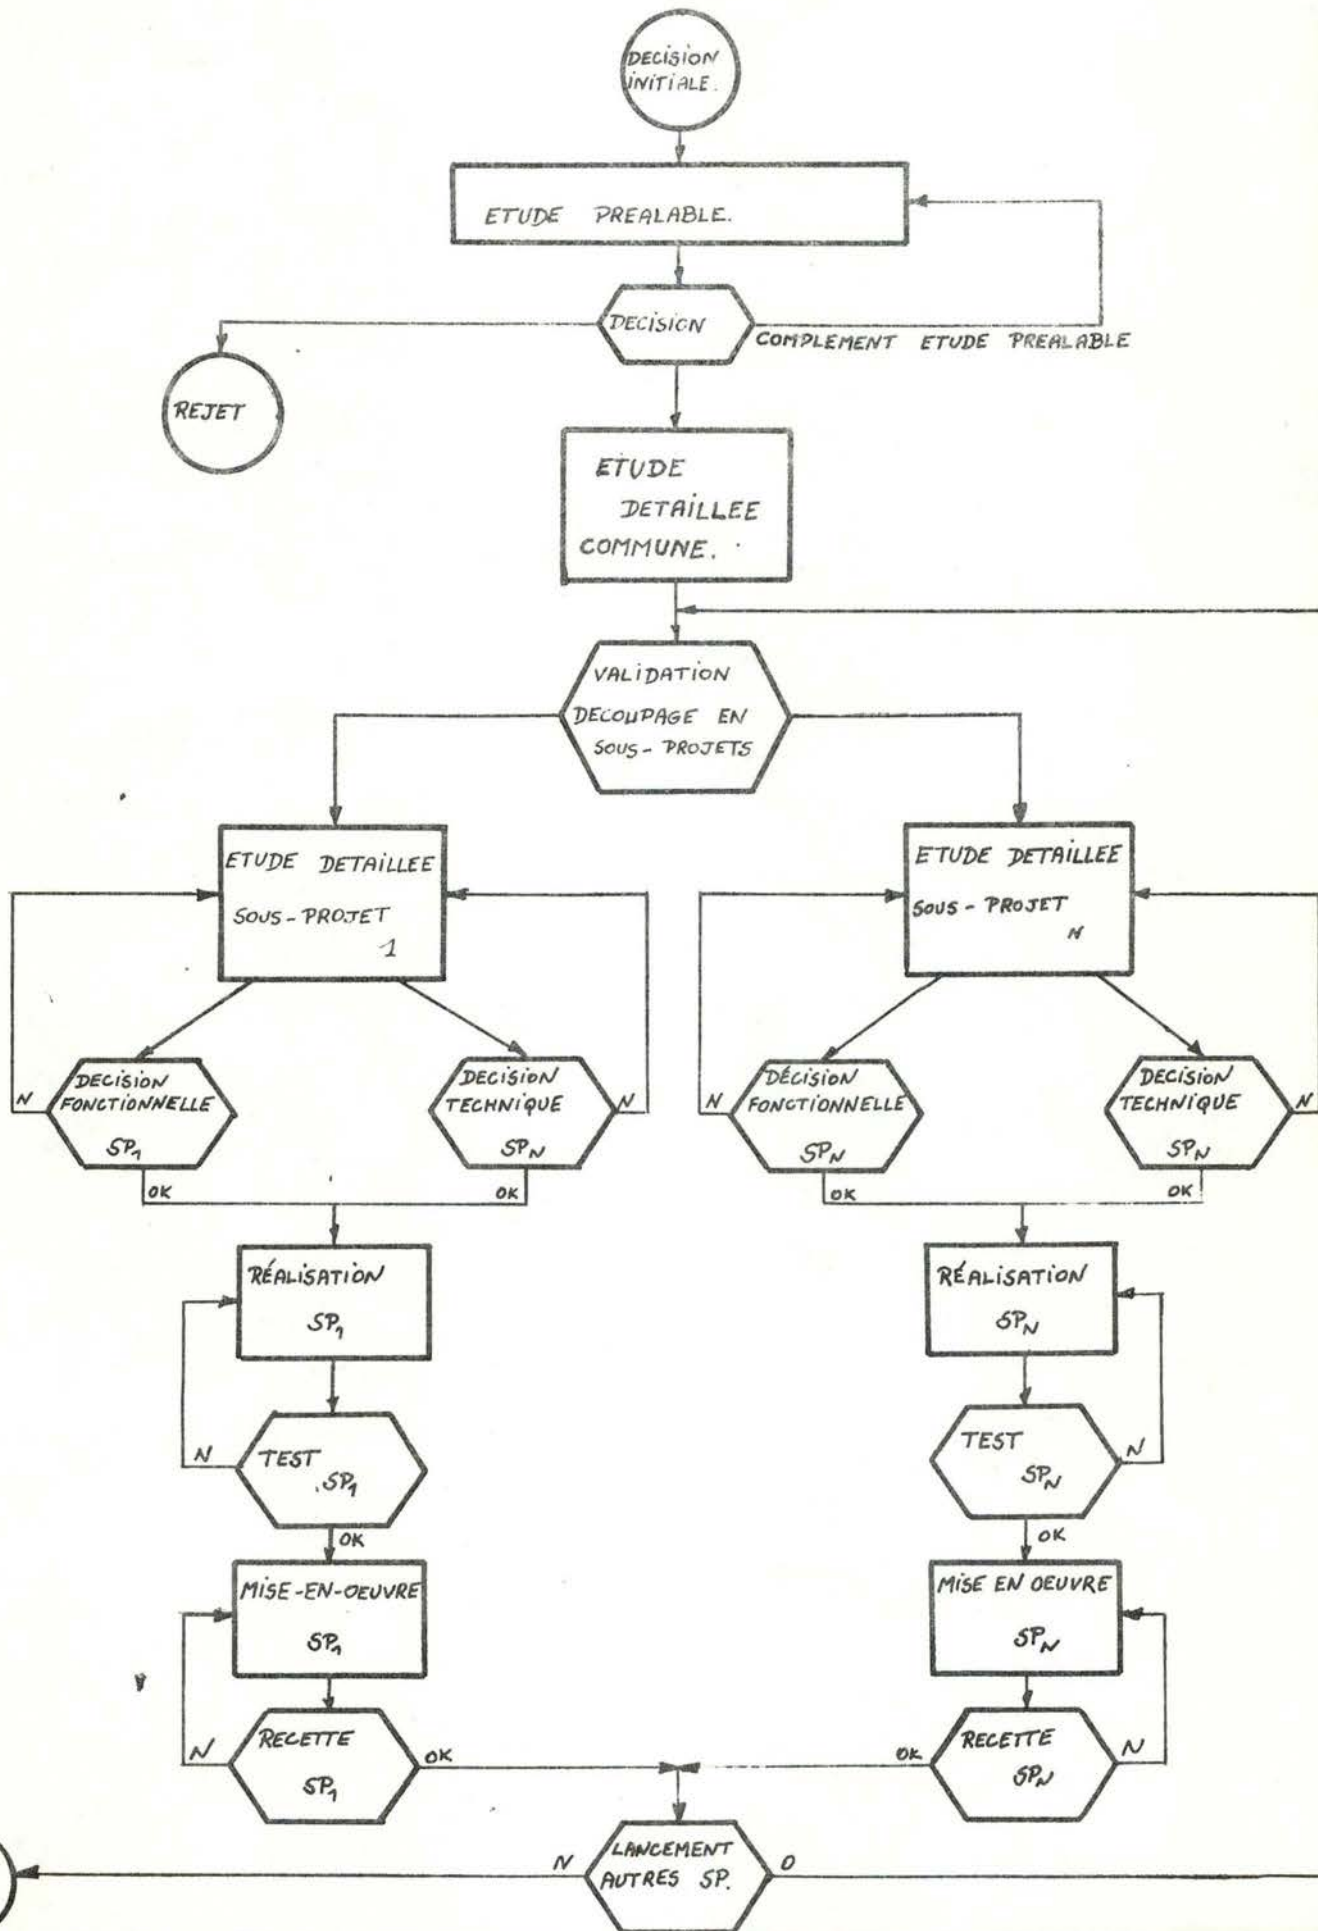 DECISION
INITIALE.
ETUDE PREALABLE.
DECISION
COMPLEMENT ETUDE PREALABLE
REJET
ETUDE
DETAILLEE
COMMUNE.
VALIDATION
DECOUPAGE EN
SOUS-PROJETS
ETUDE DETAILLEE
SOUS-PROJET
1
ETUDE DETAILLEE
SOUS-PROJET
N
N
DECISION
FONCTIONNELLE
SP1
OK
DECISION
TECHNIQUE
SPN
N
OK
N
DÉCISION
FONCTIONNELLE
SPN
OK
DECISION
TECHNIQUE
SPN
N
OK
RÉALISATION
SP1
RÉALISATION
SPN
N
TEST
SP1
OK
TEST
SPN
N
OK
MISE-EN-OEUVRE
SP1
MISE EN OEUVRE
SPN
N
RECETTE
SP1
OK
OK
RECETTE
SPN
N
N
LANCEMENT
AUTRES SP.
O